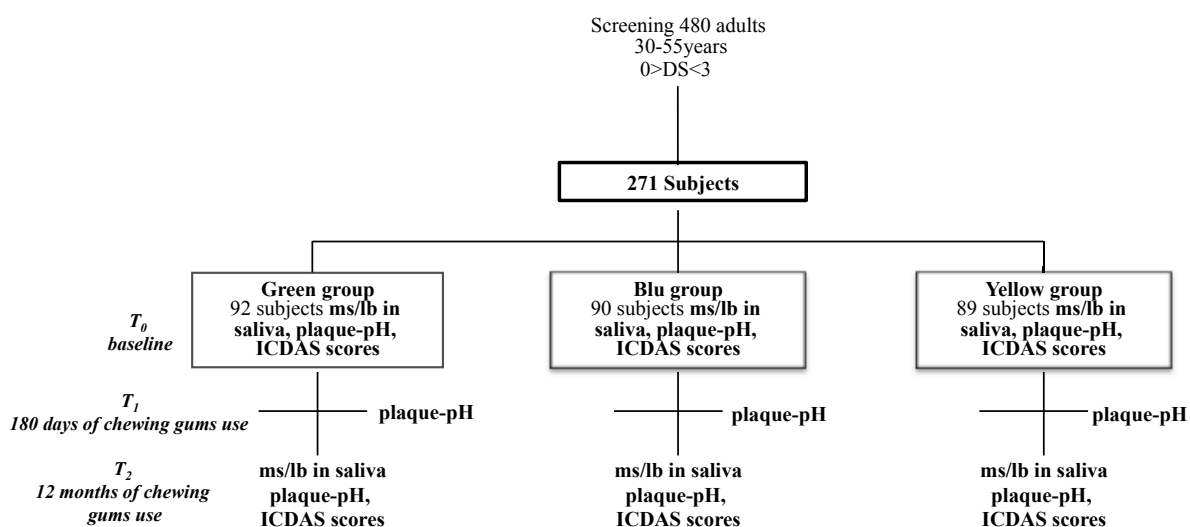 Screening 480 adults
30-55years
0>DS<3
271 Subjects
Green group
92 subjects ms/lb in
saliva, plaque-pH,
ICDAS scores
Blu group
90 subjects ms/lb in
saliva, plaque-pH,
ICDAS scores
Yellow group
89 subjects ms/lb in
saliva, plaque-pH,
ICDAS scores
T0
baseline
T1
180 days of chewing gums use
plaque-pH
plaque-pH
plaque-pH
T2
12 months of chewing
gums use
ms/lb in saliva
plaque-pH,
ICDAS scores
ms/lb in saliva
plaque-pH,
ICDAS scores
ms/lb in saliva
plaque-pH,
ICDAS scores